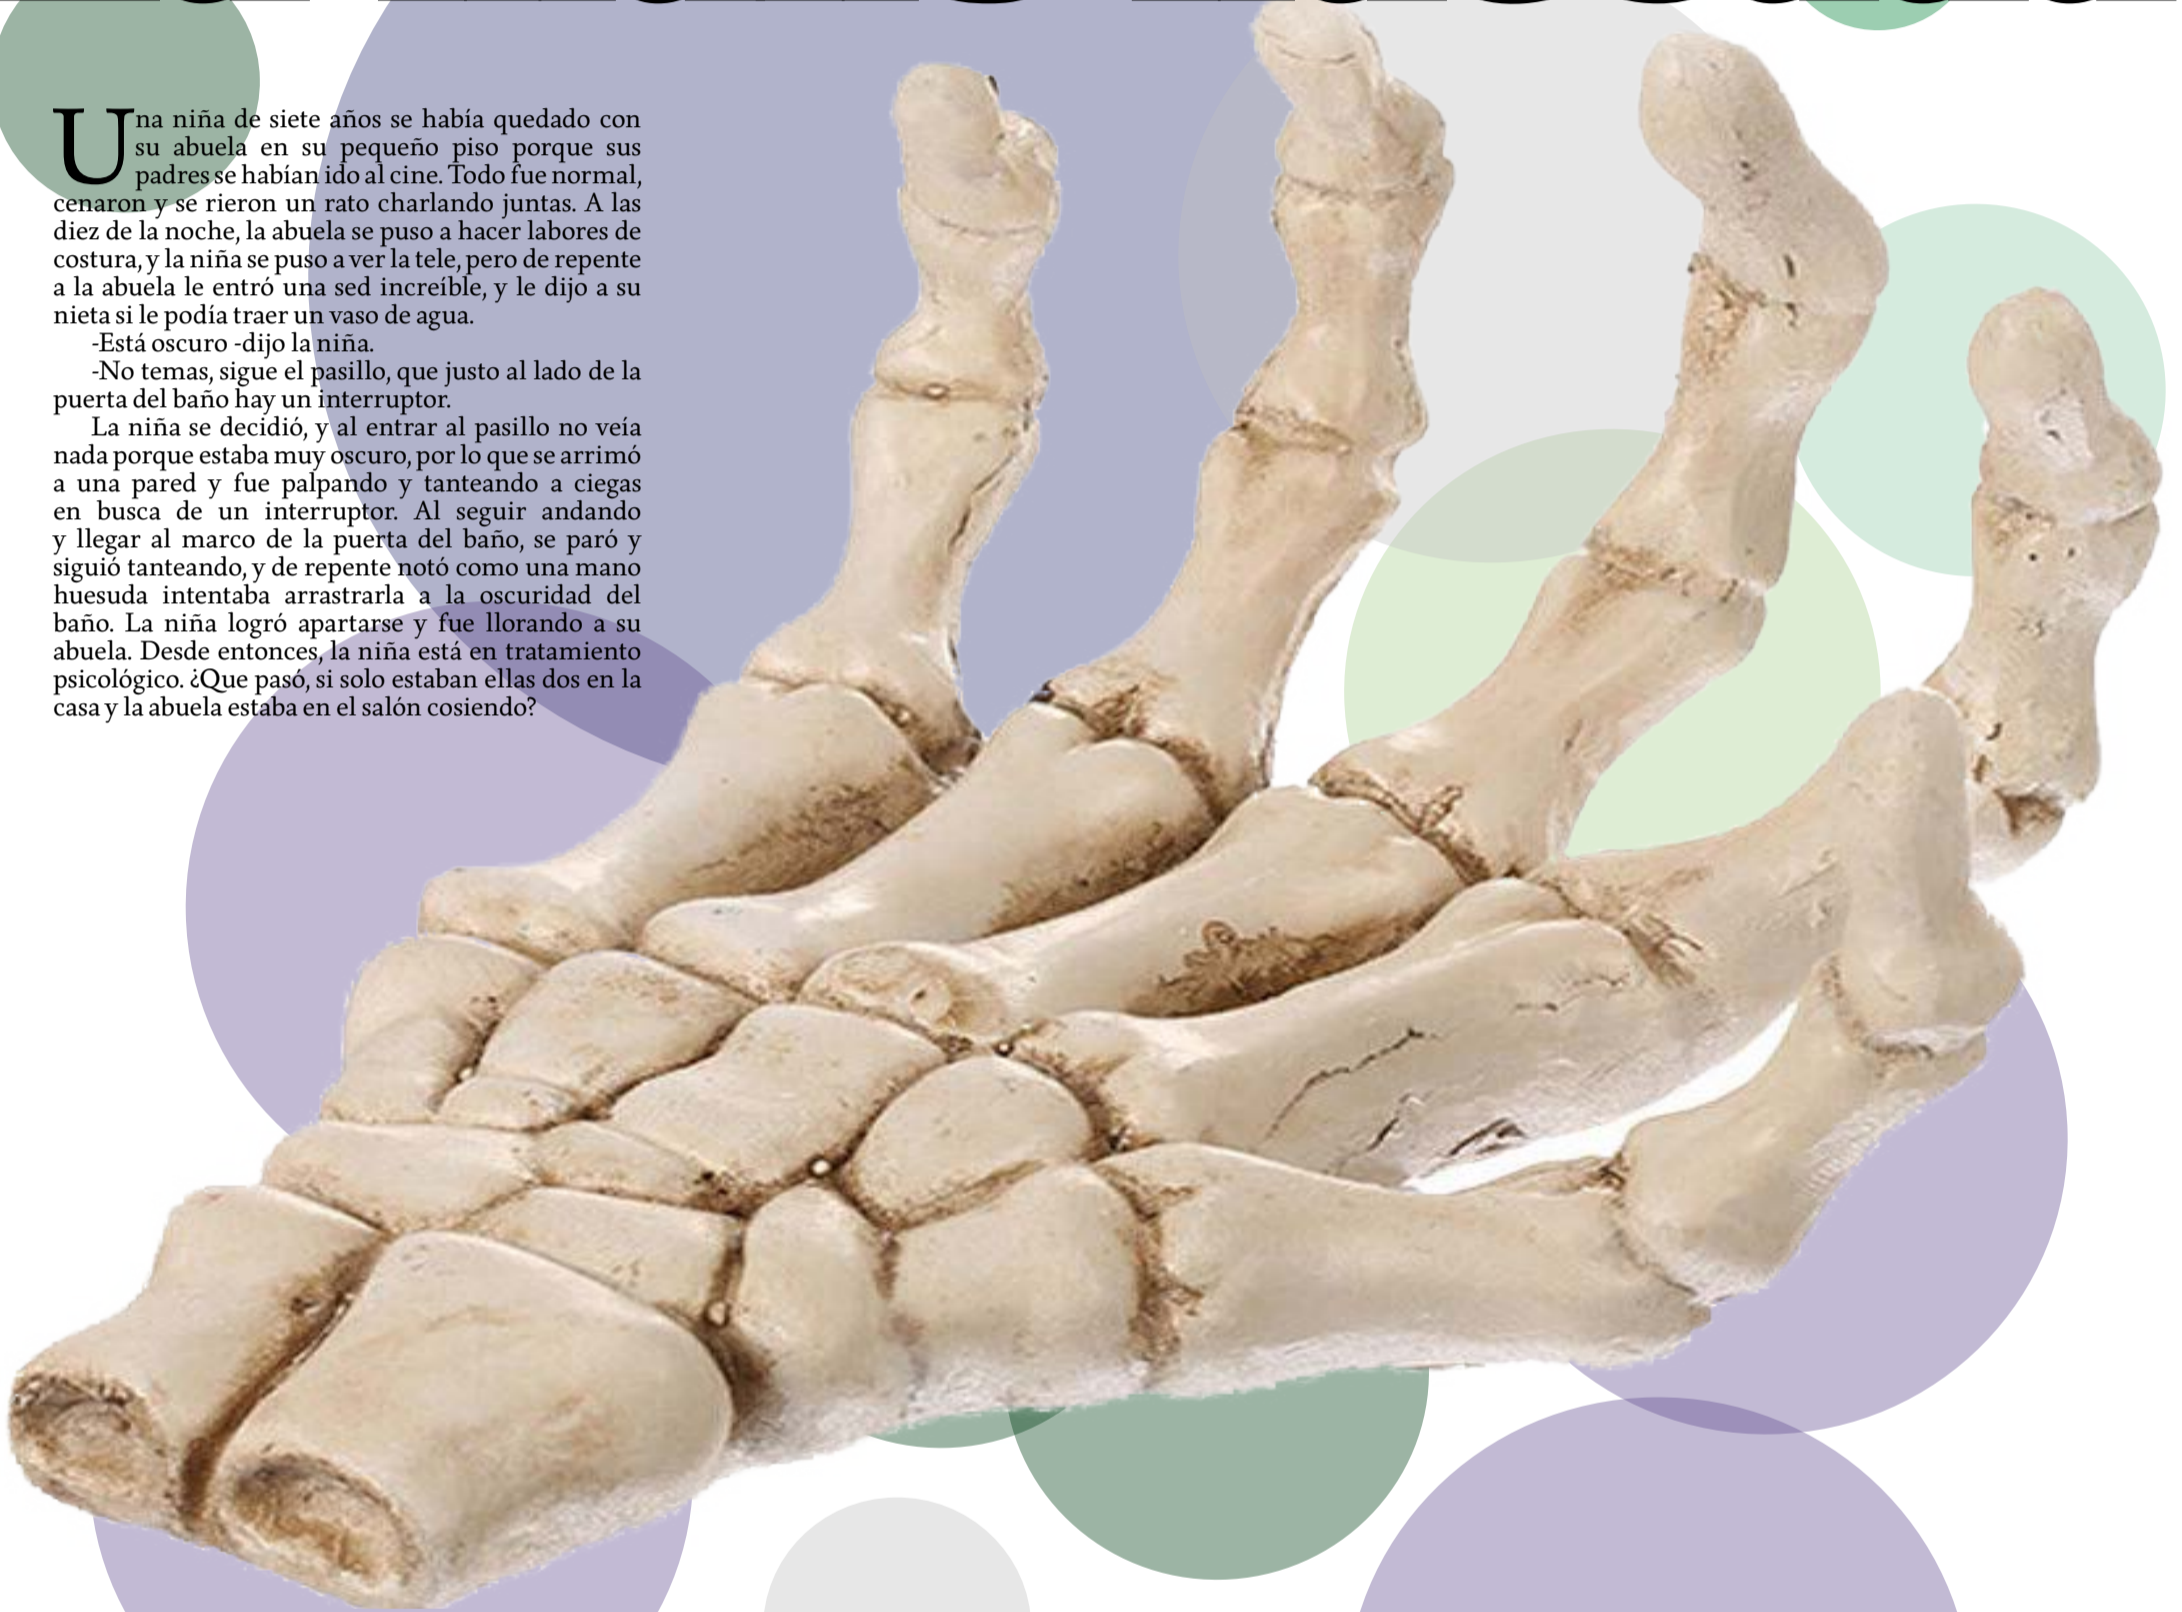 Una niña de siete años se había quedado con
su abuela en su pequeño piso porque sus
padres se habían ido al cine. Todo fue normal,
cenaron y se rieron un rato charlando juntas. A las
diez de la noche, la abuela se puso a hacer labores de
costura, y la niña se puso a ver la tele, pero de repente
a la abuela le entró una sed increíble, y le dijo a su
nieta si le podía traer un vaso de agua.
-Está oscuro -dijo la niña.
-No temas, sigue el pasillo, que justo al lado de la
puerta del baño hay un interruptor.
La niña se decidió, y al entrar al pasillo no veía
nada porque estaba muy oscuro, por lo que se arrimó
a una pared y fue palpando y tanteando a ciegas
en busca de un interruptor. Al seguir andando
y llegar al marco de la puerta del baño, se paró y
siguió tanteando, y de repente notó como una mano
huesuda intentaba arrastrarla a la oscuridad del
baño. La niña logró apartarse y fue llorando a su
abuela. Desde entonces, la niña está en tratamiento
psicológico. ¿Que pasó, si solo estaban ellas dos en la
casa y la abuela estaba en el salón cosiendo?